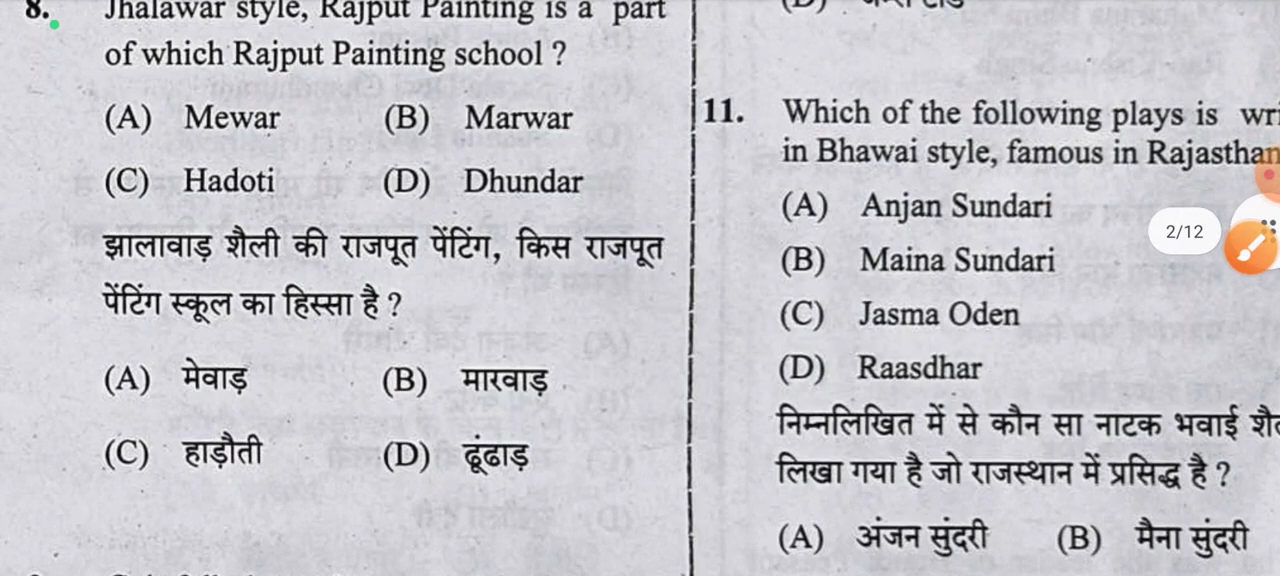 8. Jhalawar style, Rajput Painting is a part
of which Rajput Painting school ?
(A) Mewar (B) Marwar
(C) Hadoti (D) Dhundar
झालावाड़ शैली की राजपूत पेंटिंग, किस राजपूत
पेंटिंग स्कूल का हिस्सा है ?
(A) मेवाड़ (B) मारवाड़
(C) हाड़ौती (D) ढूंढाड़
11. Which of the following plays is
in Bhawai style, famous in Rajasthan
(A) Anjan Sundari
(B) Maina Sundari
(C) Jasma Oden
(D) Raasdhar
निम्नलिखित में से कौन सा नाटक भवाई
लिखा गया है जो राजस्थान में प्रसिद्ध है ?
(A) अंजन सुंदरी (B) मैना सुंदरी
2/12